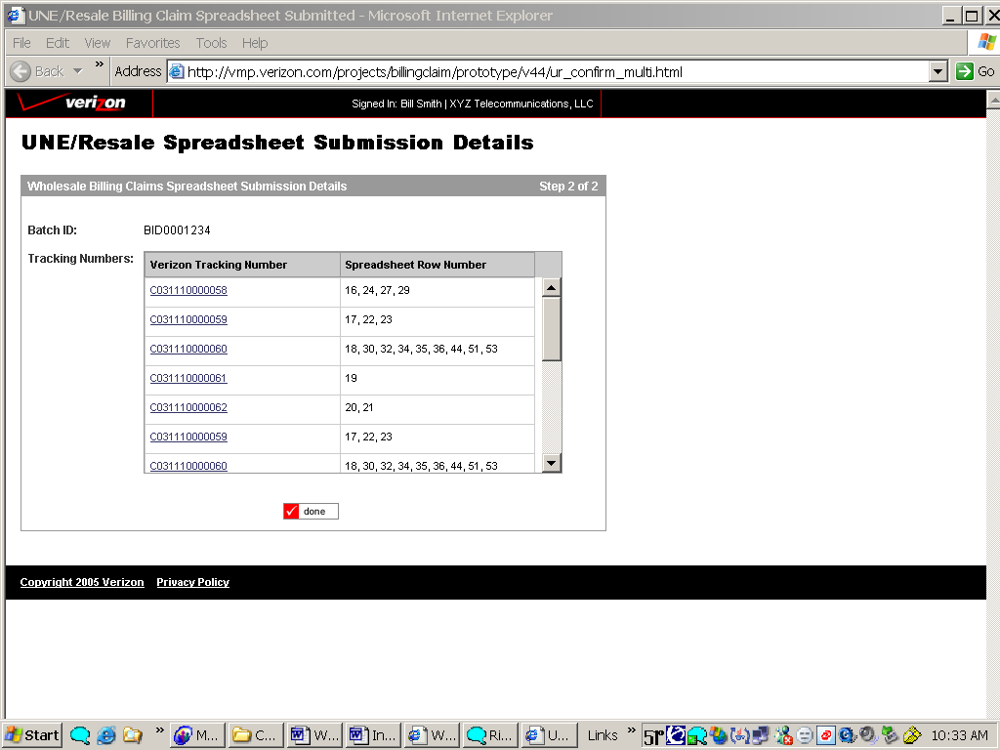 UNE/Resale Billing Claim Spreadsheet Submitted - Microsoft Internet Explorer
File Edit View Favorites Tools Help
Back » Address http://vmp.verizon.com/projects/billingclaim/prototype/v44/ur_confirm_multi.html Go
verizon Signed In: Bill Smith | XYZ Telecommunications, LLC
UNE/Resale Spreadsheet Submission Details
Wholesale Billing Claims Spreadsheet Submission Details Step 2 of 2
Batch ID: BID0001234
Tracking Numbers: Verizon Tracking Number Spreadsheet Row Number
C031110000058 16, 24, 27, 29
C031110000059 17, 22, 23
C031110000060 18, 30, 32, 34, 35, 36, 44, 51, 53
C031110000061 19
C031110000062 20, 21
C031110000059 17, 22, 23
C031110000060 18, 30, 32, 34, 35, 36, 44, 51, 53
done
Copyright 2005 Verizon Privacy Policy
Start » M... C... W... In... W... Ri... U... Links » 10:33 AM